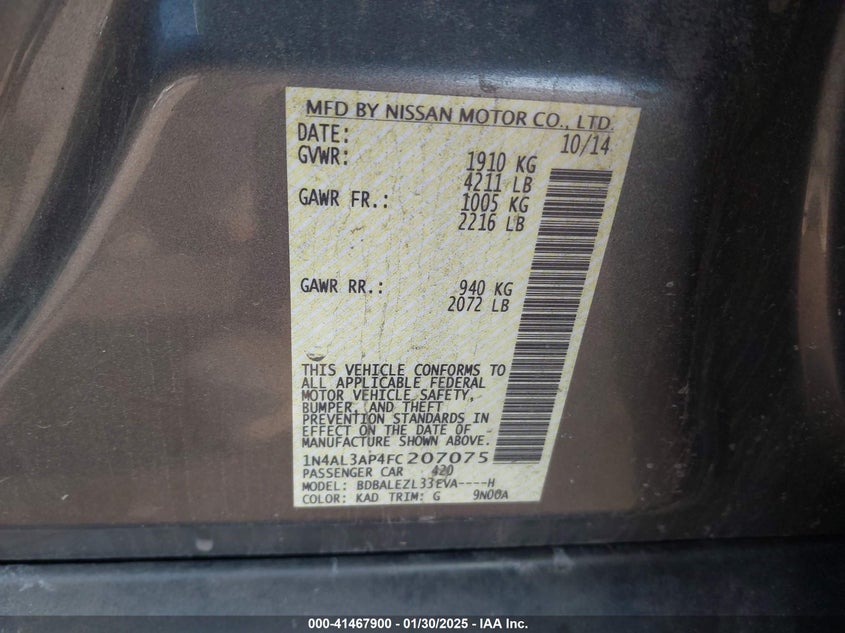 MFD BY NISSAN MOTOR CO., LTD.
DATE: 10/14
GVWR: 1910 KG
4211 LB
GAWR FR.: 1005 KG
2216 LB
GAWR RR.: 940 KG
2072 LB
THIS VEHICLE CONFORMS TO
ALL APPLICABLE FEDERAL
MOTOR VEHICLE SAFETY,
BUMPER, AND THEFT
PREVENTION STANDARDS IN
EFFECT ON THE DATE OF
MANUFACTURE SHOWN ABOVE.
1N4AL3AP4FC207075
PASSENGER CAR 420
MODEL: BDBALEZL33EVA----H
COLOR: KAD TRIM: G 9N00A
000-41467900 - 01/30/2025 - IAA Inc.